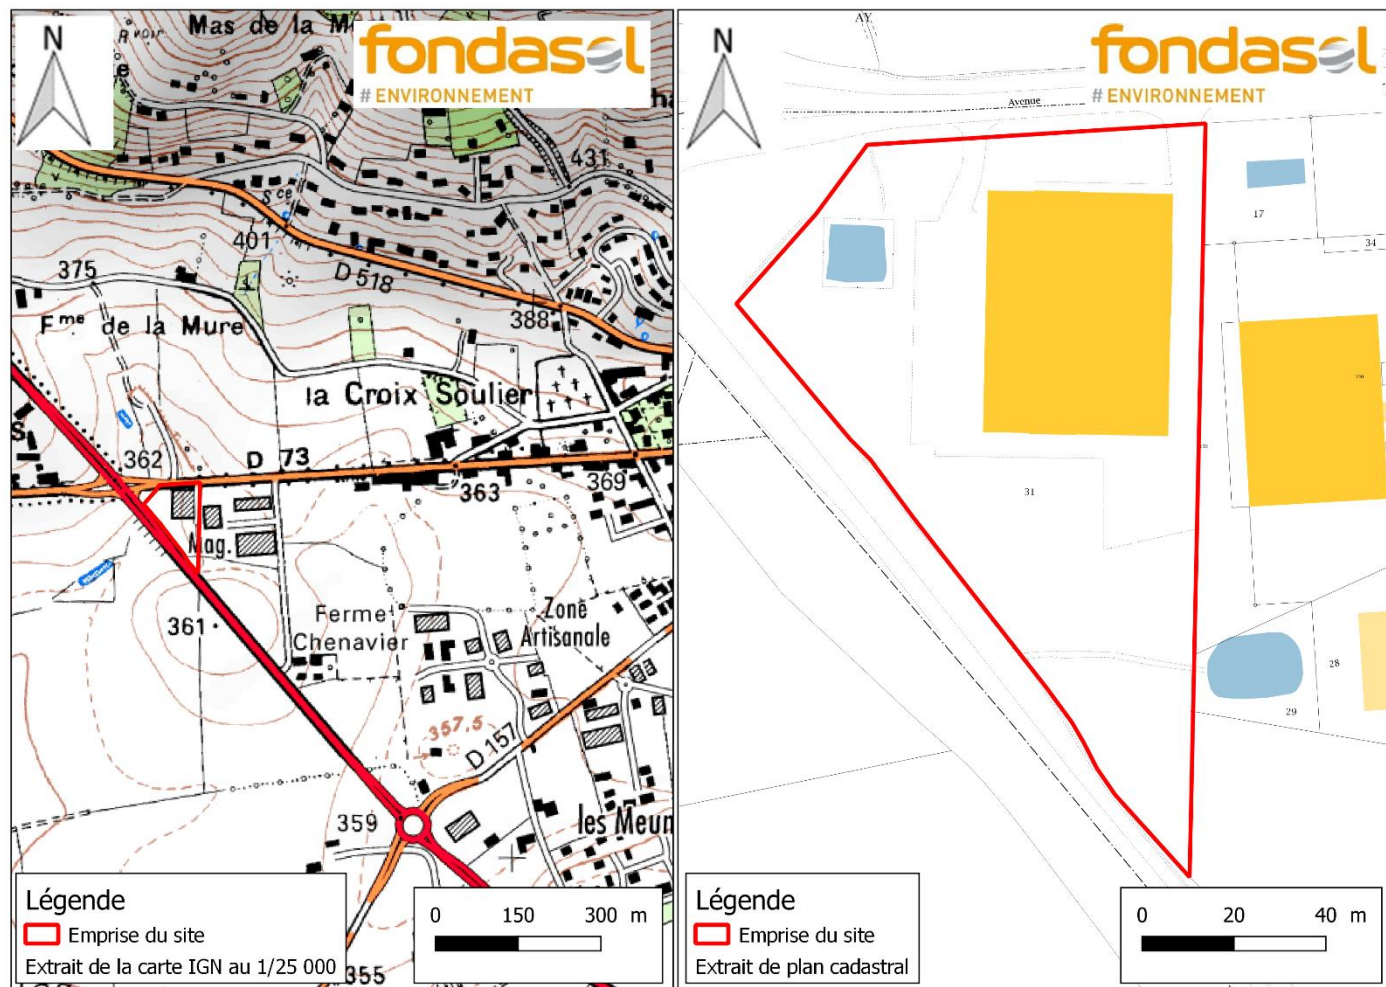 N
Mas de la M
fondasol
# ENVIRONNEMENT
431
Sce
401
D 518
375
388
Fme de la Mure
la Croix Soulier
362
D 73
363
369
Mag.
361
Ferme
Chenavier
Zone
Artisanale
357,5
D 157
359
les Meun
355
Légende
Emprise du site
Extrait de la carte IGN au 1/25 000
0 150 300 m
N
AY
fondasol
# ENVIRONNEMENT
Avenue
17
34
31
28
29
Légende
Emprise du site
Extrait de plan cadastral
0 20 40 m